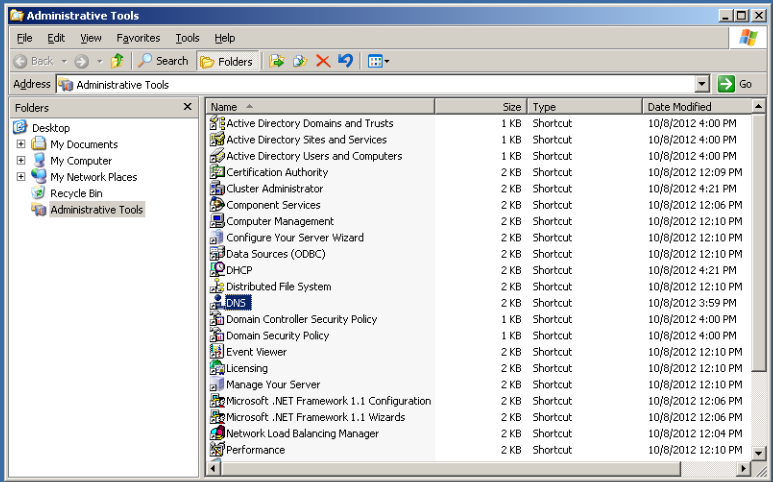 Administrative Tools
File Edit View Favorites Tools Help
Back Search Folders
Address Administrative Tools Go
Folders
Desktop
My Documents
My Computer
My Network Places
Recycle Bin
Administrative Tools
Name Size Type Date Modified
Active Directory Domains and Trusts 1 KB Shortcut 10/8/2012 4:00 PM
Active Directory Sites and Services 1 KB Shortcut 10/8/2012 4:00 PM
Active Directory Users and Computers 1 KB Shortcut 10/8/2012 4:00 PM
Certification Authority 2 KB Shortcut 10/8/2012 12:09 PM
Cluster Administrator 2 KB Shortcut 10/8/2012 4:21 PM
Component Services 2 KB Shortcut 10/8/2012 12:06 PM
Computer Management 2 KB Shortcut 10/8/2012 12:10 PM
Configure Your Server Wizard 2 KB Shortcut 10/8/2012 12:10 PM
Data Sources (ODBC) 2 KB Shortcut 10/8/2012 12:10 PM
DHCP 2 KB Shortcut 10/8/2012 4:21 PM
Distributed File System 2 KB Shortcut 10/8/2012 12:10 PM
DNS 2 KB Shortcut 10/8/2012 3:59 PM
Domain Controller Security Policy 1 KB Shortcut 10/8/2012 4:00 PM
Domain Security Policy 1 KB Shortcut 10/8/2012 4:00 PM
Event Viewer 2 KB Shortcut 10/8/2012 12:10 PM
Licensing 2 KB Shortcut 10/8/2012 12:10 PM
Manage Your Server 2 KB Shortcut 10/8/2012 12:10 PM
Microsoft .NET Framework 1.1 Configuration 2 KB Shortcut 10/8/2012 12:06 PM
Microsoft .NET Framework 1.1 Wizards 2 KB Shortcut 10/8/2012 12:06 PM
Network Load Balancing Manager 2 KB Shortcut 10/8/2012 12:04 PM
Performance 2 KB Shortcut 10/8/2012 12:10 PM